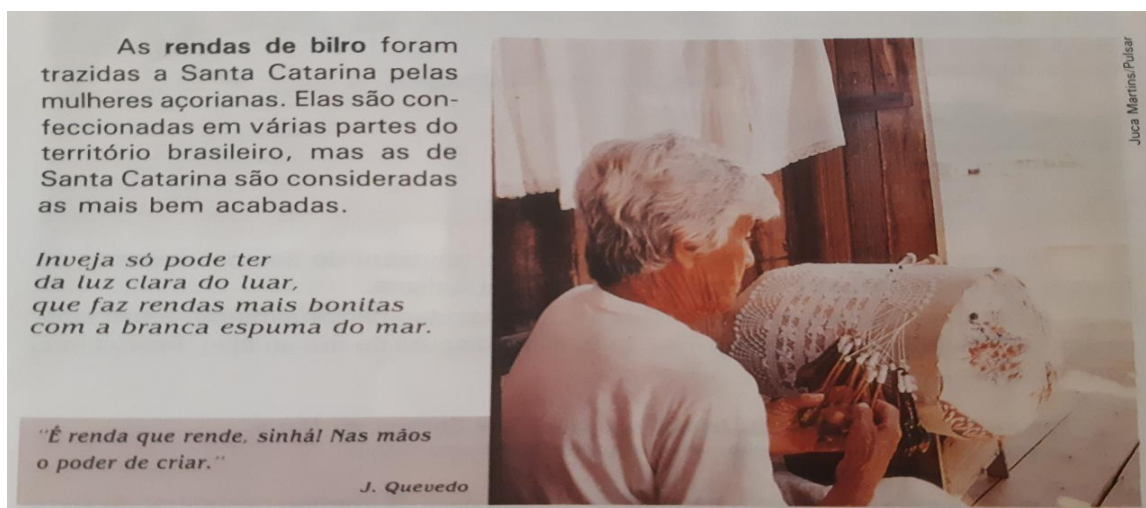 As rendas de bilro foram
trazidas a Santa Catarina pelas
mulheres açorianas. Elas são con-
feccionadas em várias partes do
território brasileiro, mas as de
Santa Catarina são consideradas
as mais bem acabadas.
Inveja só pode ter
da luz clara do luar,
que faz rendas mais bonitas
com a branca espuma do mar.
"É renda que rende, sinhá! Nas mãos
o poder de criar."
J. Quevedo
Juca Martins/Pulsar